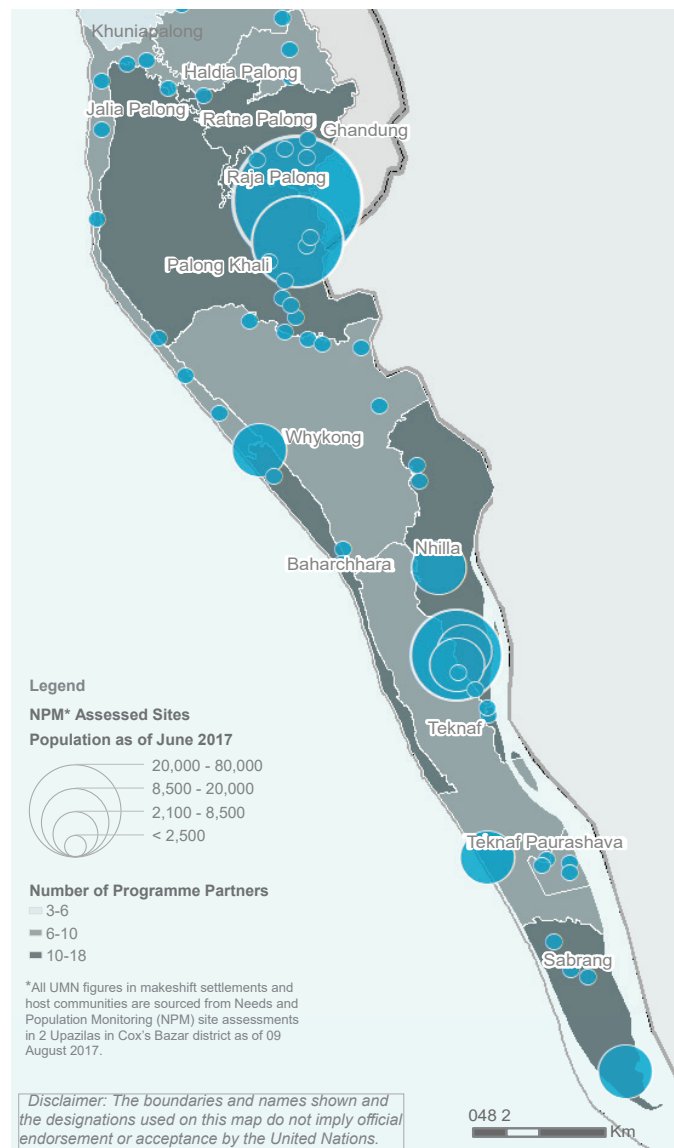 Khuniapalong
Haldia Palong
Jalia Palong
Ratna Palong
Ghandung
Raja Palong
Palong Khali
Whykong
Nhilla
Baharchhara
Teknaf
Teknaf Paurashava
Sabrang
Legend
NPM* Assessed Sites
Population as of June 2017
20,000 - 80,000
8,500 - 20,000
2,100 - 8,500
< 2,500
Number of Programme Partners
3-6
6-10
10-18
*All UMN figures in makeshift settlements and
host communities are sourced from Needs and
Population Monitoring (NPM) site assessments
in 2 Upazilas in Cox's Bazar district as of 09
August 2017.
Disclaimer: The boundaries and names shown and
the designations used on this map do not imply official
endorsement or acceptance by the United Nations.
048 2
Km